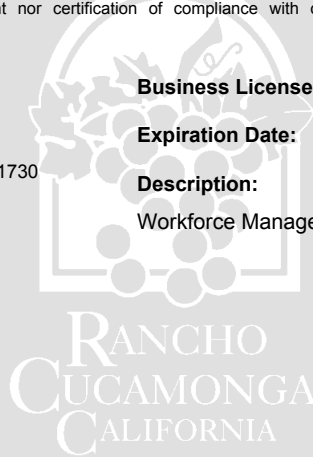 nt nor certification of compliance with o
Business License
Expiration Date:
1730
Description:
Workforce Manage
RANCHO
CUCAMONGA
CALIFORNIA